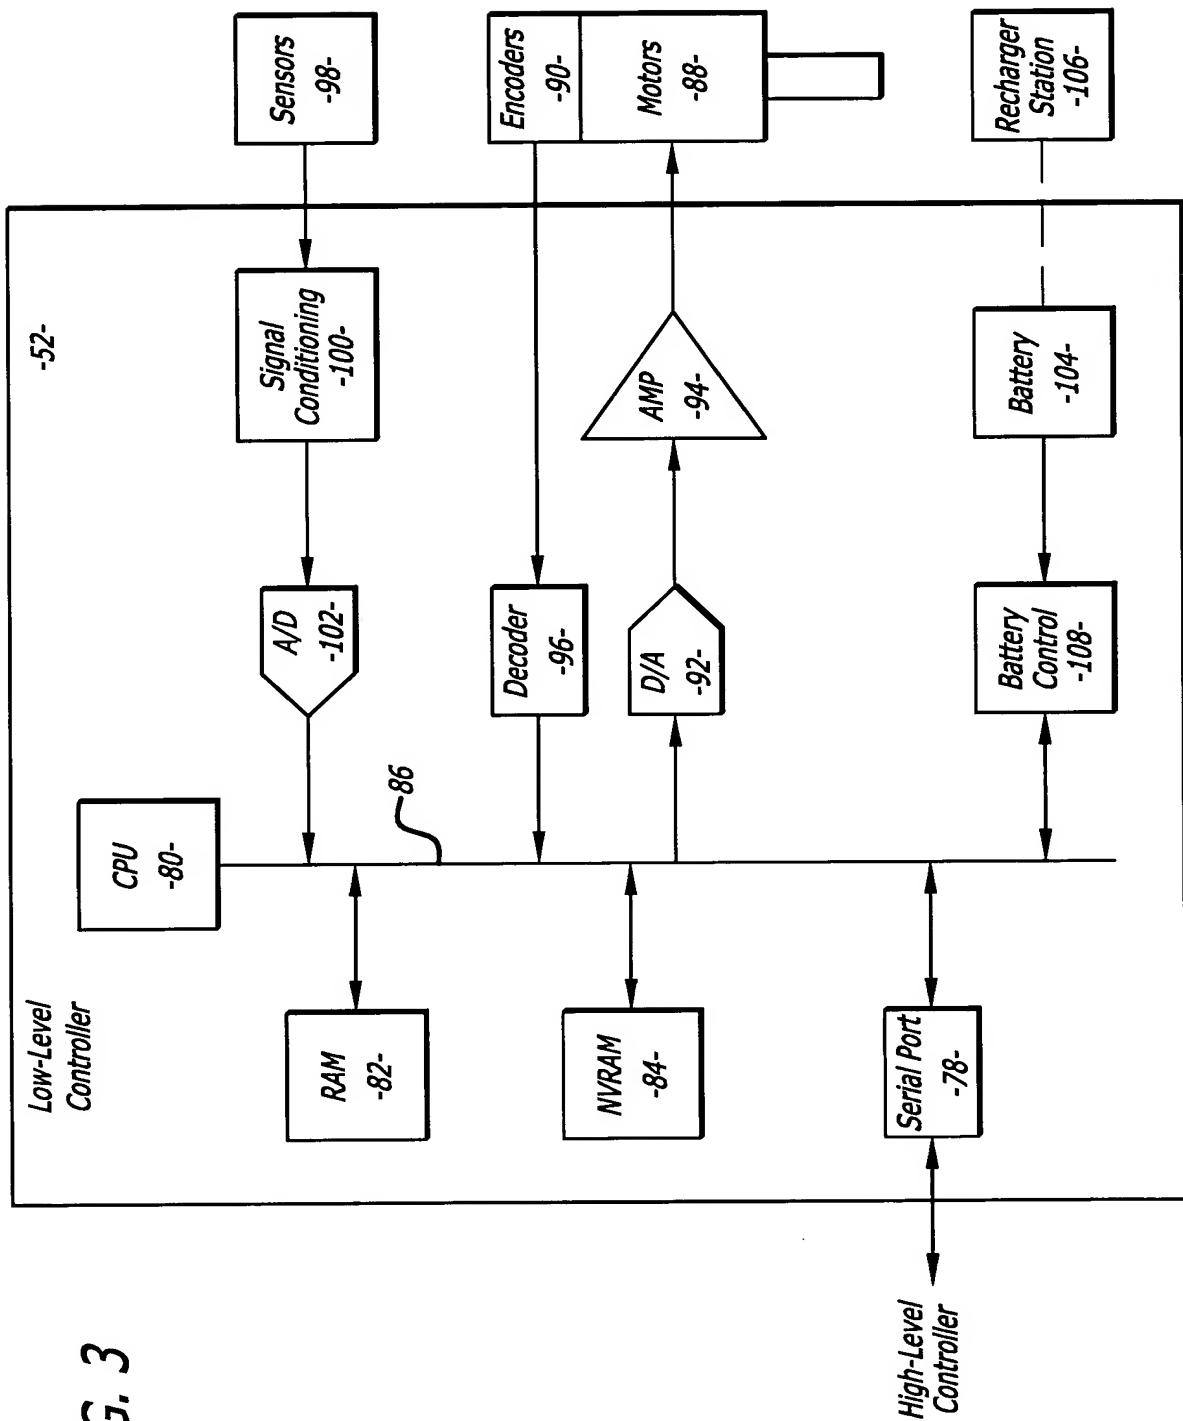 G. 3
Low-Level
Controller
-52-
CPU
-80-
RAM
-82-
A/D
-102-
Signal
Conditioning
-100-
Sensors
-98-
86
NVRAM
-84-
Decoder
-96-
Encoders
-90-
D/A
-92-
AMP
-94-
Motors
-88-
High-Level
Controller
Serial Port
-78-
Battery
Control
-108-
Battery
-104-
Recharger
Station
-106-